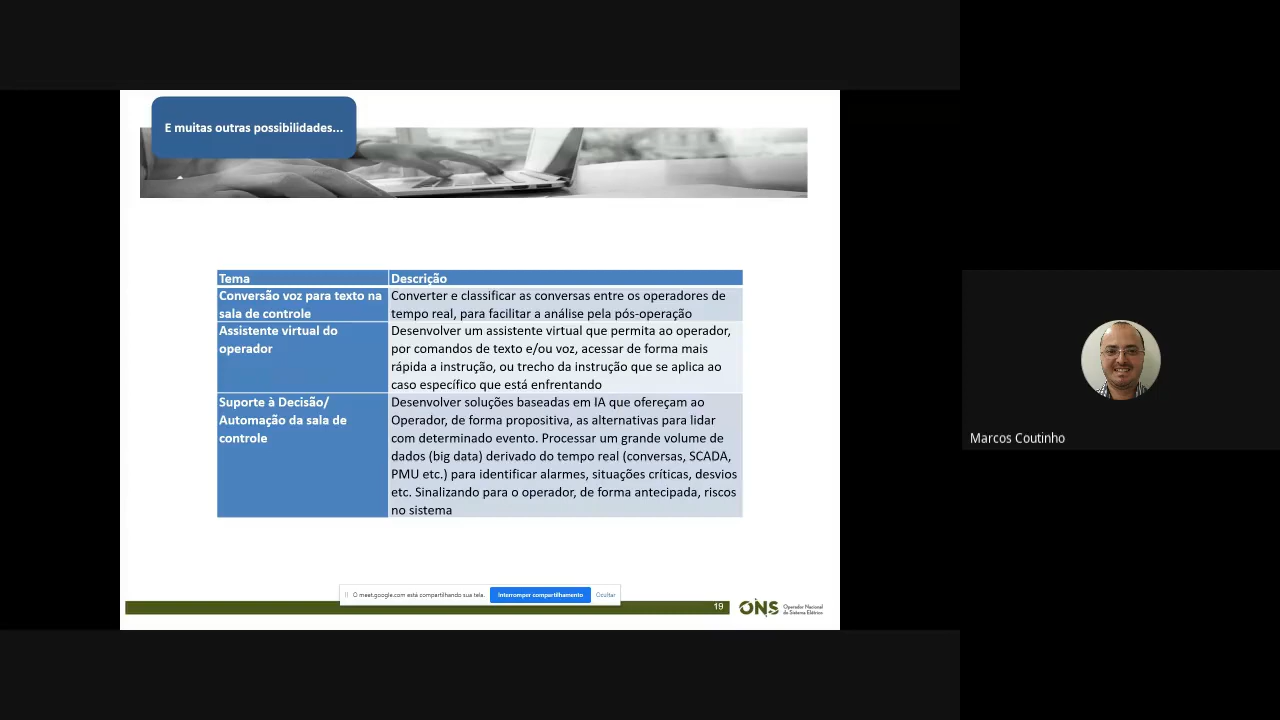 E muitas outras possibilidades...
Tema
Descrição
Conversão voz para texto na
sala de controle
Converter e classificar as conversas entre os operadores de
tempo real, para facilitar a análise pela pós-operação
Assistente virtual do
operador
Desenvolver um assistente virtual que permita ao operador,
por comandos de texto e/ou voz, acessar de forma mais
rápida a instrução, ou trecho da instrução que se aplica ao
caso específico que está enfrentando
Suporte à Decisão/
Automação da sala de
controle
Desenvolver soluções baseadas em IA que ofereçam ao
Operador, de forma propositiva, as alternativas para lidar
com determinado evento. Processar um grande volume de
dados (big data) derivado do tempo real (conversas, SCADA,
PMU etc.) para identificar alarmes, situações críticas, desvios
etc. Sinalizando para o operador, de forma antecipada, riscos
no sistema
Marcos Coutinho
O meet.google.com está compartilhando sua tela.
Interromper compartilhamento
Ocultar
19
ONS
Operador Nacional
do Sistema Elétrico